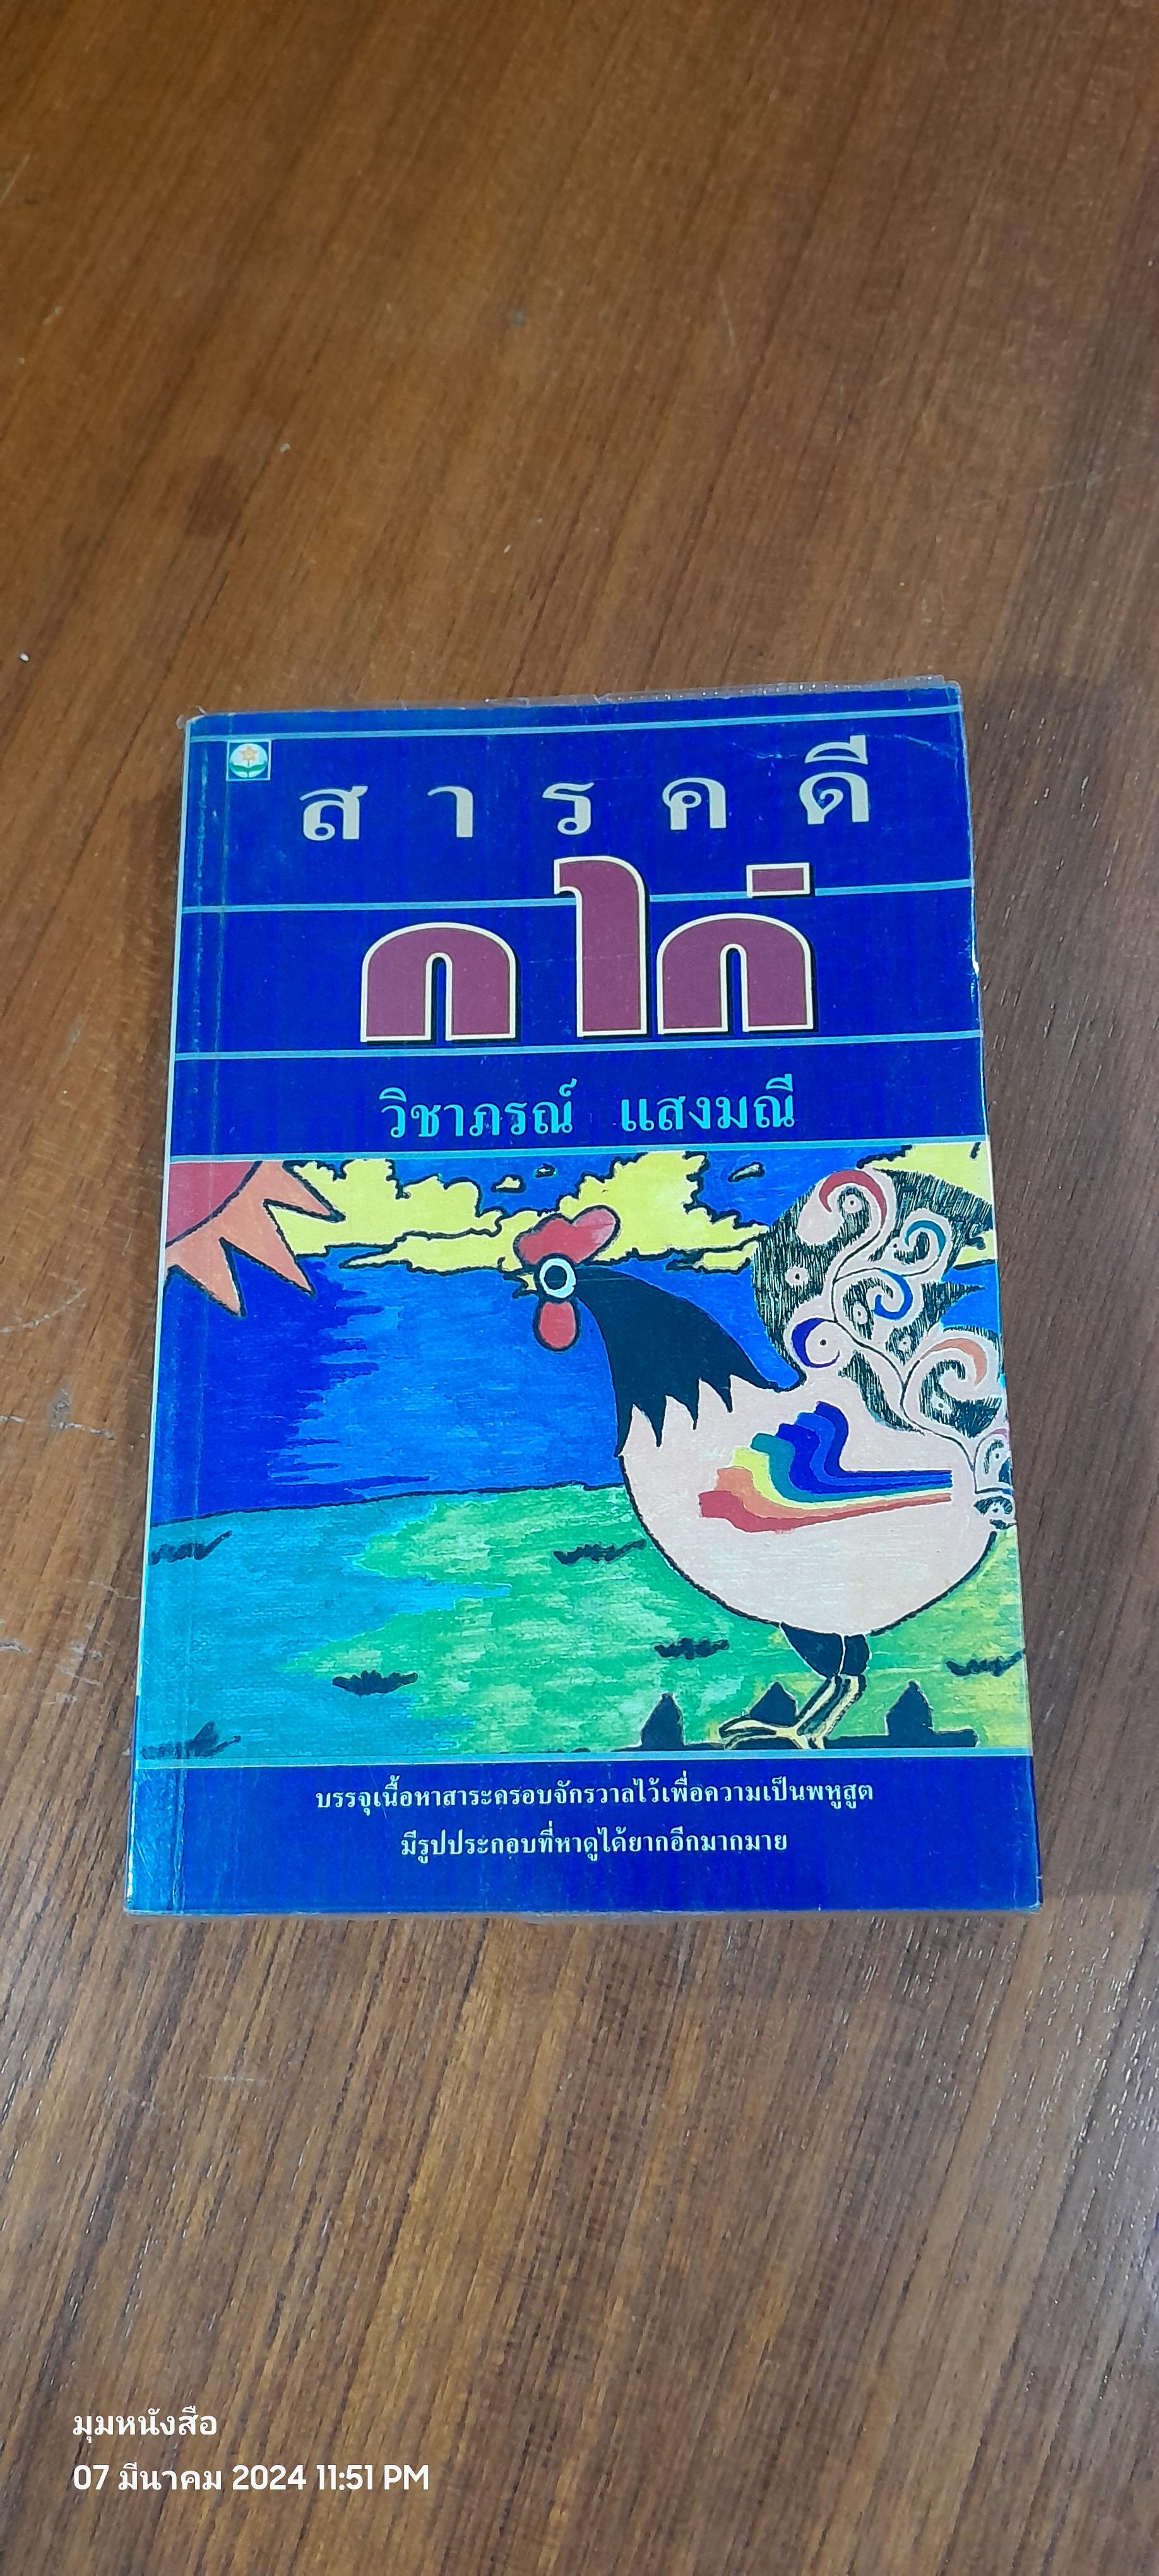 สารคดี
ก ไก่
วิชาภรณ์ แสงมณี
บรรจุเนื้อหาสาระครอบจักรวาลไว้เพื่อความเป็นพหูสูต
มีรูปประกอบที่หาดูได้ยากอีกมากมาย
มุมหนังสือ
07 มีนาคม 2024 11:51 PM